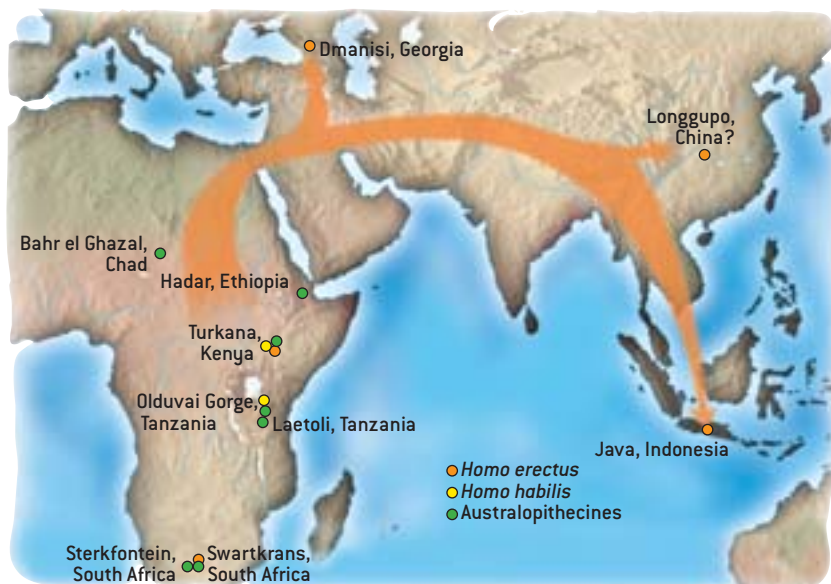 Dmanisi, Georgia
Longgupo,
China?
Bahr el Ghazal,
Chad
Hadar, Ethiopia
Turkana,
Kenya
Olduvai Gorge,
Tanzania
Laetoli, Tanzania
Java, Indonesia
Homo erectus
Homo habilis
Australopithecines
Sterkfontein,
South Africa
Swartkrans,
South Africa